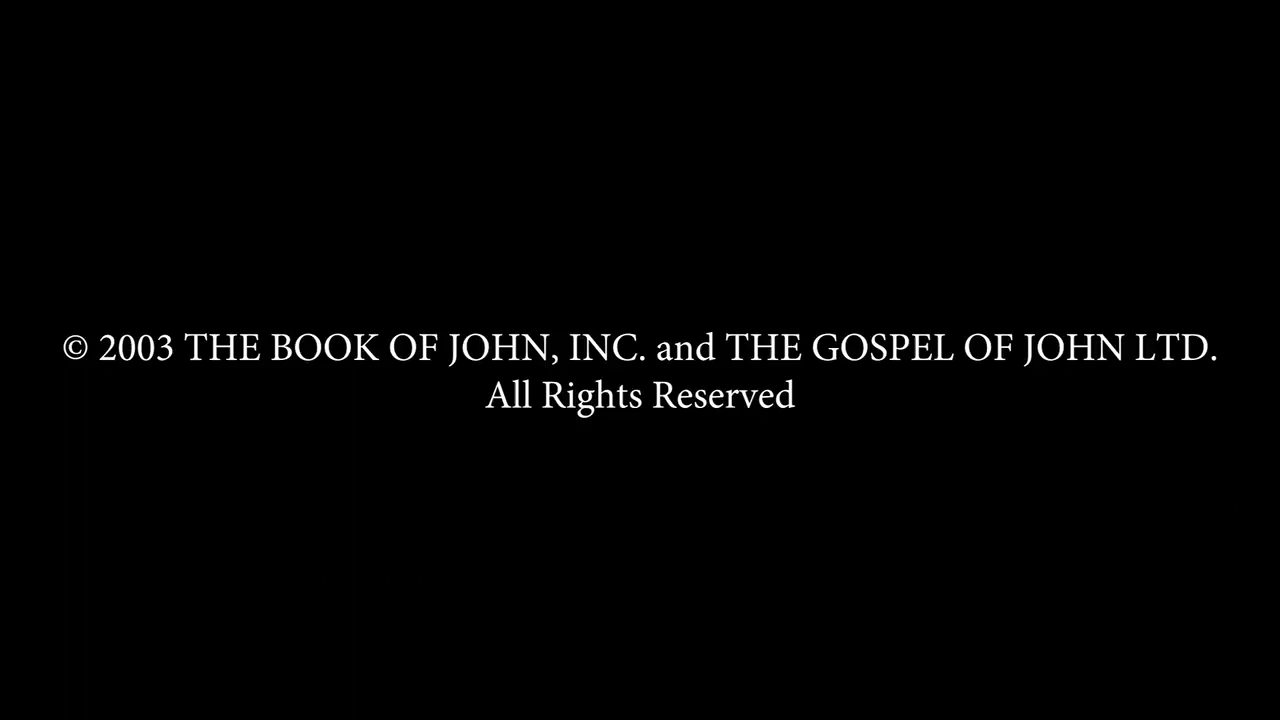 © 2003 THE BOOK OF JOHN, INC. and THE GOSPEL OF JOHN LTD.
All Rights Reserved